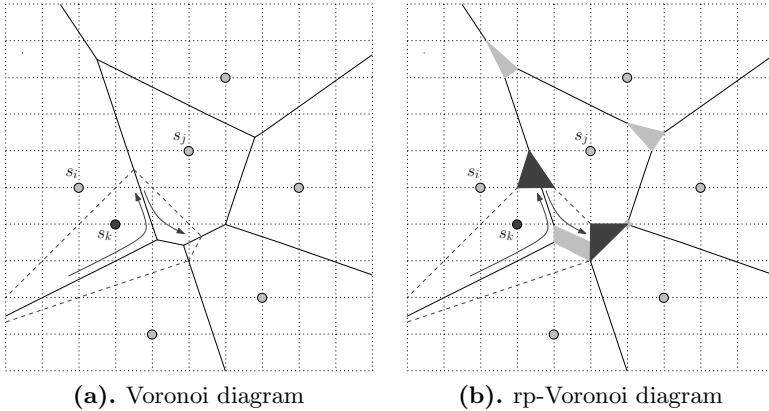 s_j
s_i
s_k
s_j
s_i
s_k
(a). Voronoi diagram
(b). rp-Voronoi diagram